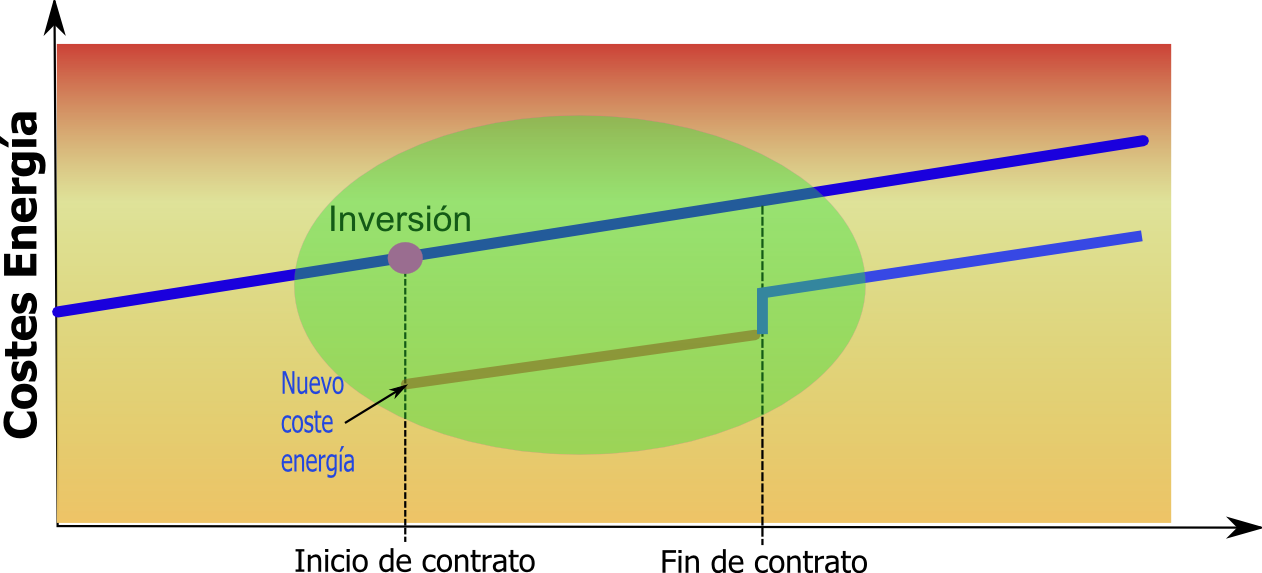 Costes Energía
Inversión
Nuevo
coste
energía
Inicio de contrato
Fin de contrato